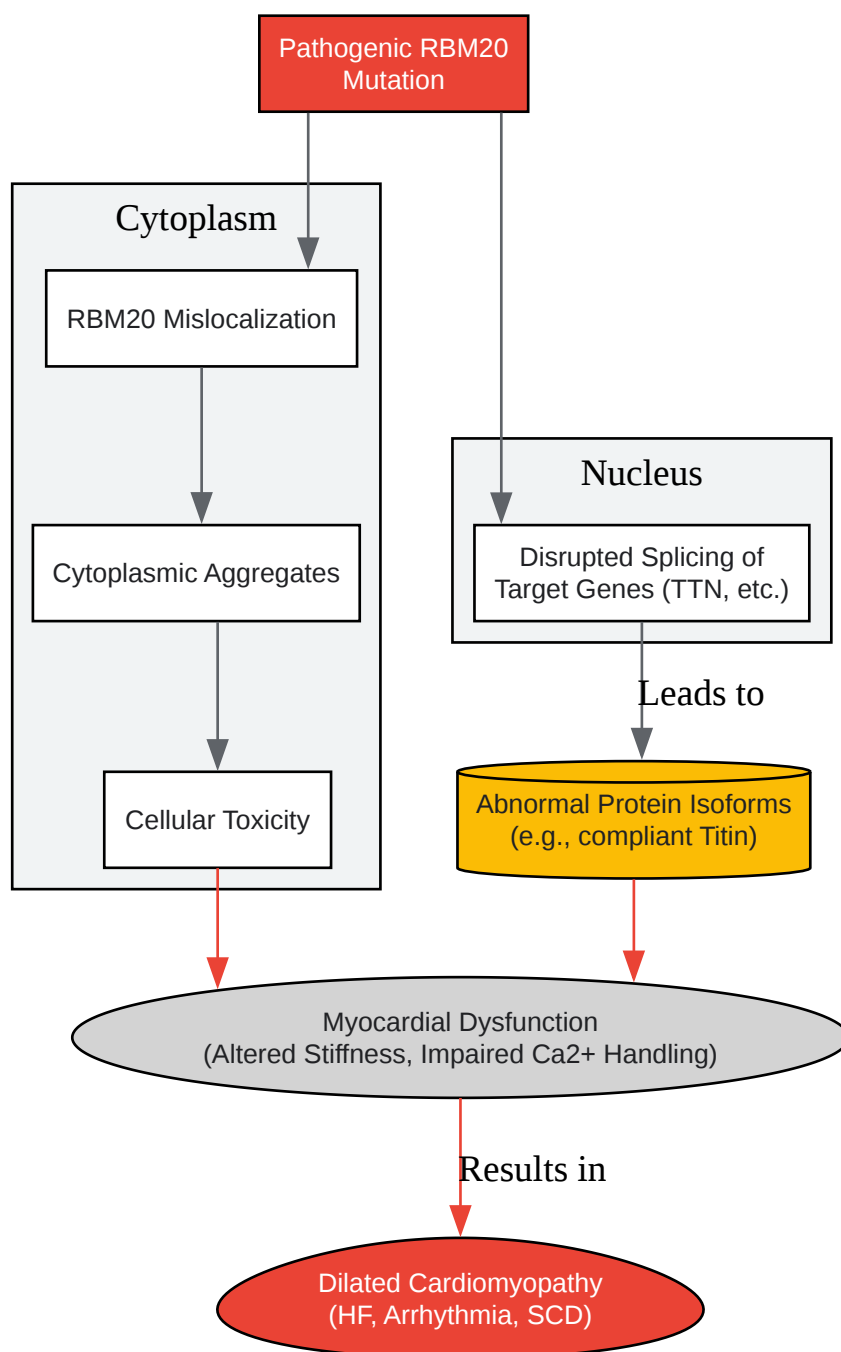 Pathogenic RBM20
Mutation
Cytoplasm
RBM20 Mislocalization
Cytoplasmic Aggregates
Cellular Toxicity
Nucleus
Disrupted Splicing of
Target Genes (TTN, etc.)
Leads to
Abnormal Protein Isoforms
(e.g., compliant Titin)
Myocardial Dysfunction
(Altered Stiffness, Impaired Ca2+ Handling)
Results in
Dilated Cardiomyopathy
(HF, Arrhythmia, SCD)